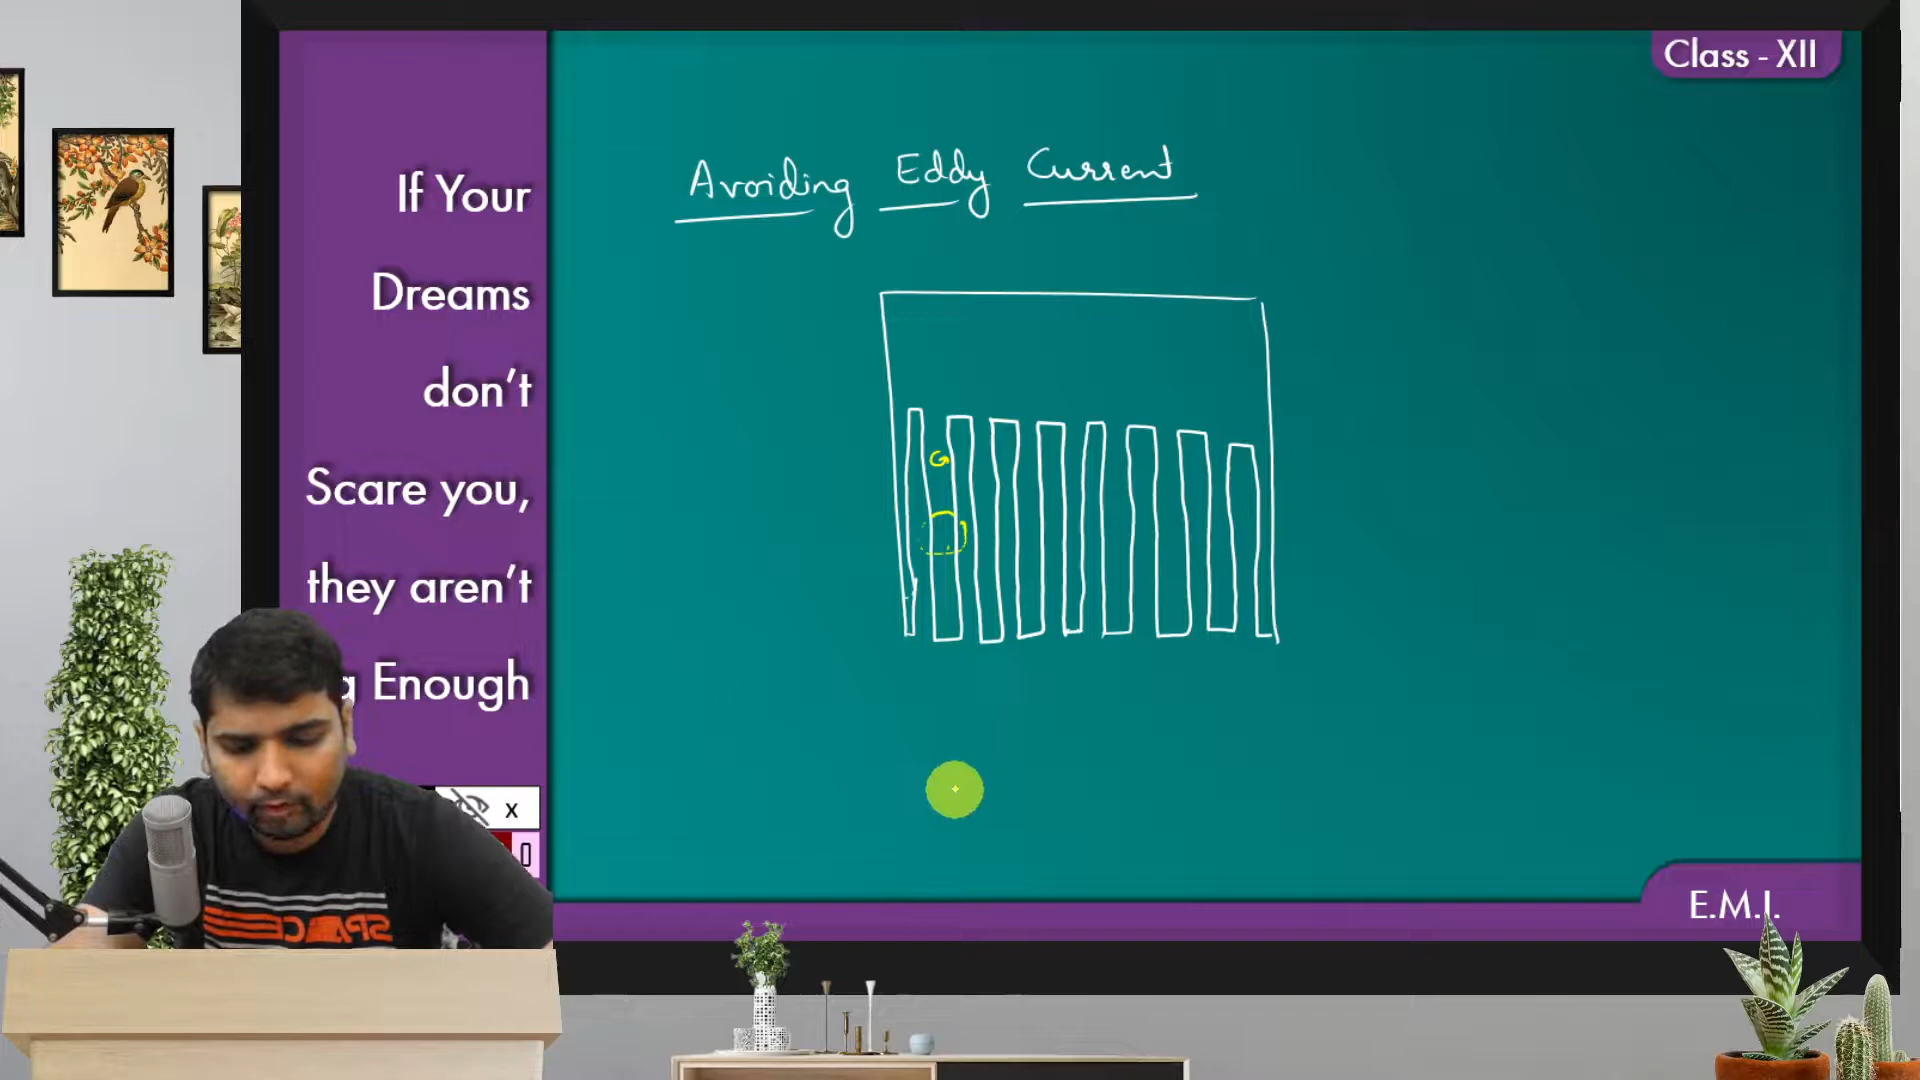 Class - XII
If Your
Dreams
don't
Scare you,
they aren't
Enough
Avoiding Eddy Current
x
E.M.I.